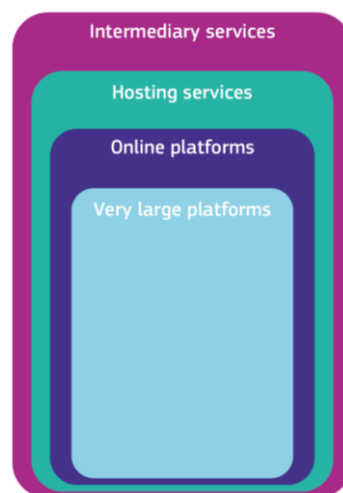 Intermediary services
Hosting services
Online platforms
Very large platforms